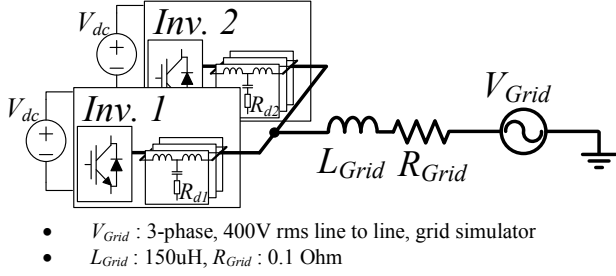 V_dc
Inv. 2
R_d2
V_dc
Inv. 1
R_d1
V_Grid
L_Grid R_Grid
• V_Grid : 3-phase, 400V rms line to line, grid simulator
• L_Grid : 150uH, R_Grid : 0.1 Ohm